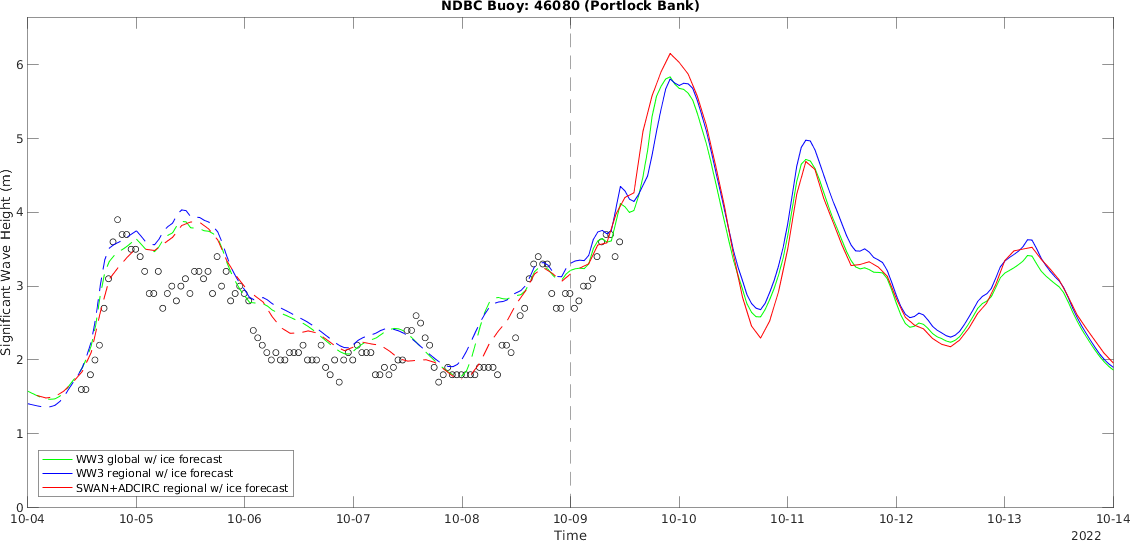 NDBC Buoy: 46080 (Portlock Bank)
Significant Wave Height (m)
6
5
4
3
2
1
0
WW3 global w/ ice forecast
WW3 regional w/ ice forecast
SWAN+ADCIRC regional w/ ice forecast
10-04 10-05 10-06 10-07 10-08 10-09 10-10 10-11 10-12 10-13 10-14
Time
2022